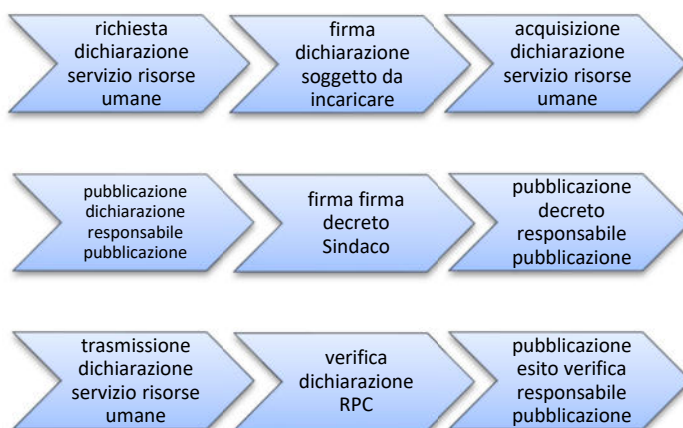 richiesta
dichiarazione
servizio risorse
umane
firma
dichiarazione
soggetto da
incaricare
acquisizione
dichiarazione
servizio risorse
umane
pubblicazione
dichiarazione
responsabile
pubblicazione
firma firma
decreto
Sindaco
pubblicazione
decreto
responsabile
pubblicazione
trasmissione
dichiarazione
servizio risorse
umane
verifica
dichiarazione
RPC
pubblicazione
esito verifica
responsabile
pubblicazione